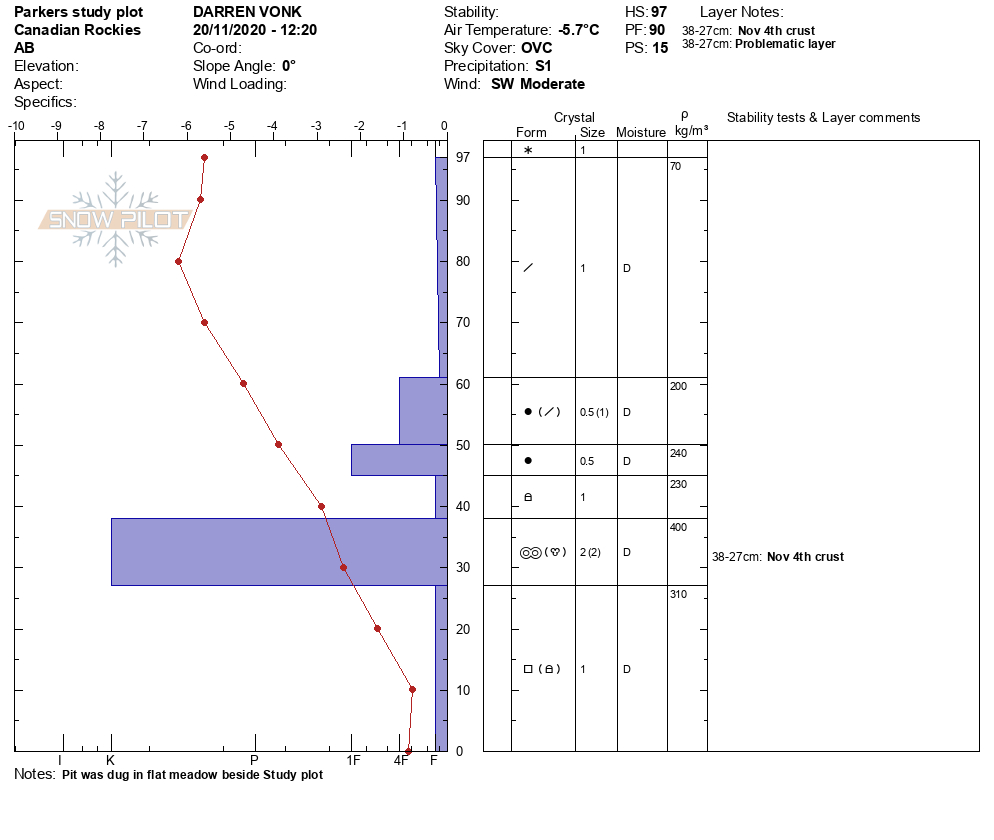 Parkers study plot
Canadian Rockies
AB
Elevation:
Aspect:
Specifics:
DARREN VONK
20/11/2020 - 12:20
Co-ord:
Slope Angle: 0°
Wind Loading:
Stability:
Air Temperature: -5.7°C
Sky Cover: OVC
Precipitation: S1
Wind: SW Moderate
HS: 97
PF: 90
PS: 15
Layer Notes:
38-27cm: Nov 4th crust
38-27cm: Problematic layer
-10 -9 -8 -7 -6 -5 -4 -3 -2 -1 0
Crystal
Form Size Moisture
ρ
kg/m³
Stability tests & Layer comments
SNOW PILOT
97
90
80
70
60
50
40
30
20
10
0
1
70
1 D
200
0.5 (1) D
240
0.5 D
230
1
400
2 (2) D
38-27cm: Nov 4th crust
310
1 D
I K P 1F 4F F
Notes: Pit was dug in flat meadow beside Study plot